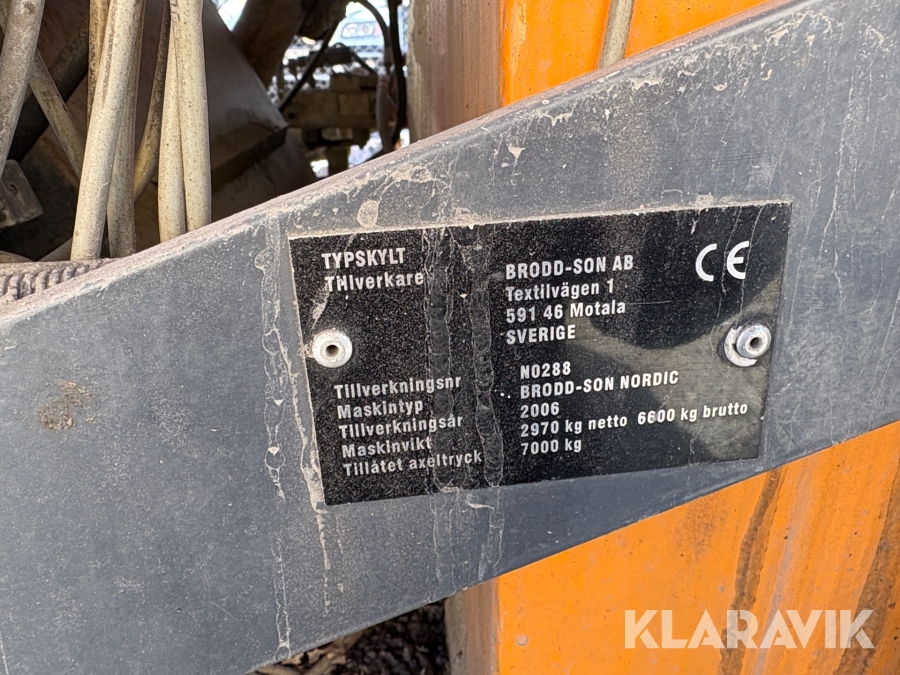 TYPSKYLT
THlverkare
BRODD-SON AB
Textilvägen 1
591 46 Motala
SVERIGE
CE
Tillverkningsnr N0288
Maskintyp BRODD-SON NORDIC
Tillverkningsår 2006
Maskinvikt 2970 kg netto 6600 kg brutto
Tillåtet axeltryck 7000 kg
KLARAVIK